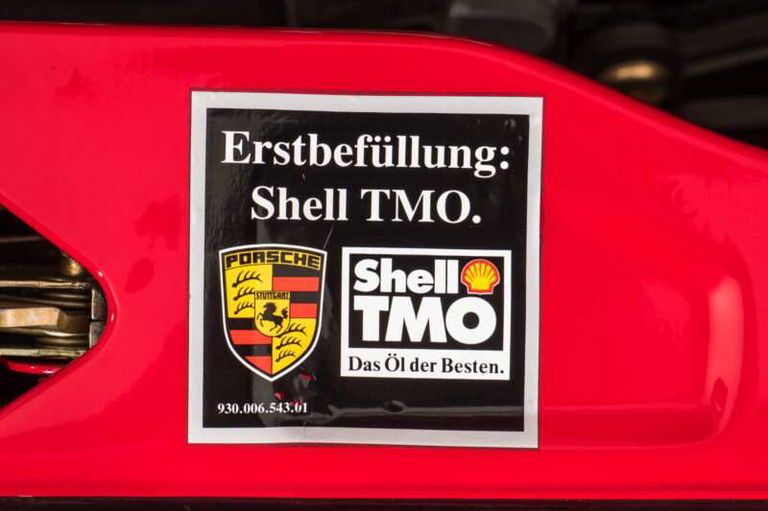 Erstbefüllung:
Shell TMO.
PORSCHE
STUTTGART
Shell
TMO
Das Öl der Besten.
930.006.543.01